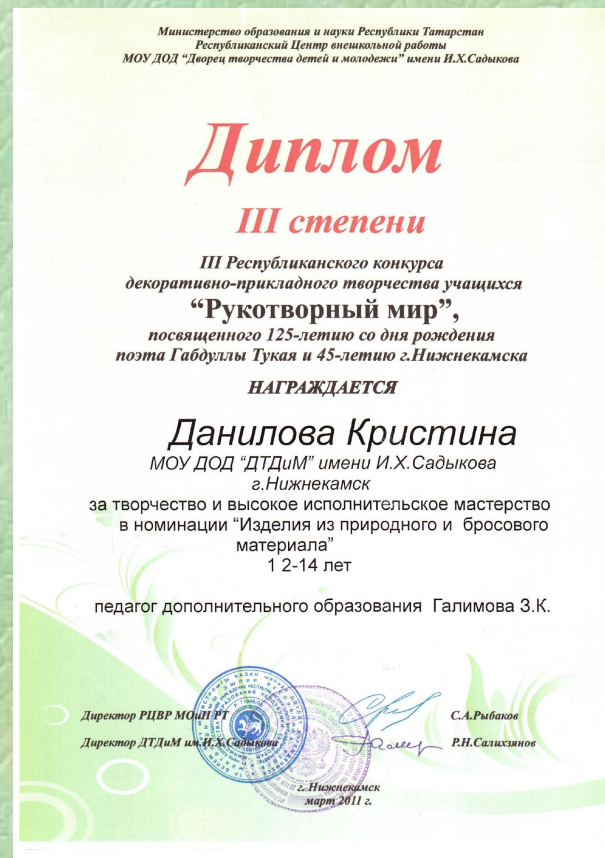 Министерство образования и науки Республики Татарстан
Республиканский Центр внешкольной работы
МОУ ДОД “Дворец творчества детей и молодежи” имени И.Х.Садыкова
Диплом
III степени
III Республиканского конкурса
декоративно-прикладного творчества учащихся
“Рукотворный мир”,
посвященного 125-летию со дня рождения
поэта Габдуллы Тукая и 45-летию г.Нижнекамска
НАГРАЖДАЕТСЯ
Данилова Кристина
МОУ ДОД “ДТДиМ” имени И.Х.Садыкова
г.Нижнекамск
за творчество и высокое исполнительское мастерство
в номинации “Изделия из природного и бросового
материала”
1 2-14 лет
педагог дополнительного образования Галимова З.К.
Директор РЦВР МОиН РТ С.А.Рыбаков
Директор ДТДиМ им.И.Х.Садыкова Р.Н.Салихзянов
г. Нижнекамск
март 2011 г.